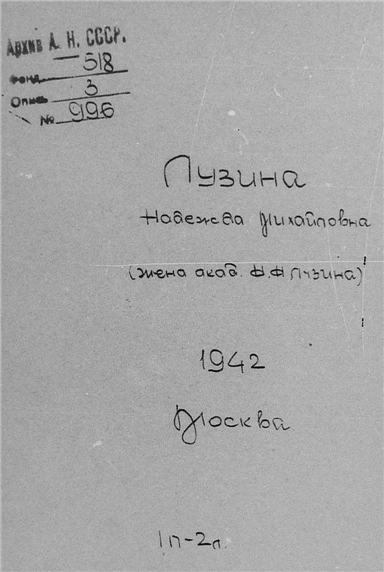 Архив А. Н. СССР.
Фонд 518
Опись 3
№ 996
Лузина
Надежда Михайловна
(жена акад. Н.Н Лузина)
1942
Москва
1п-2л.